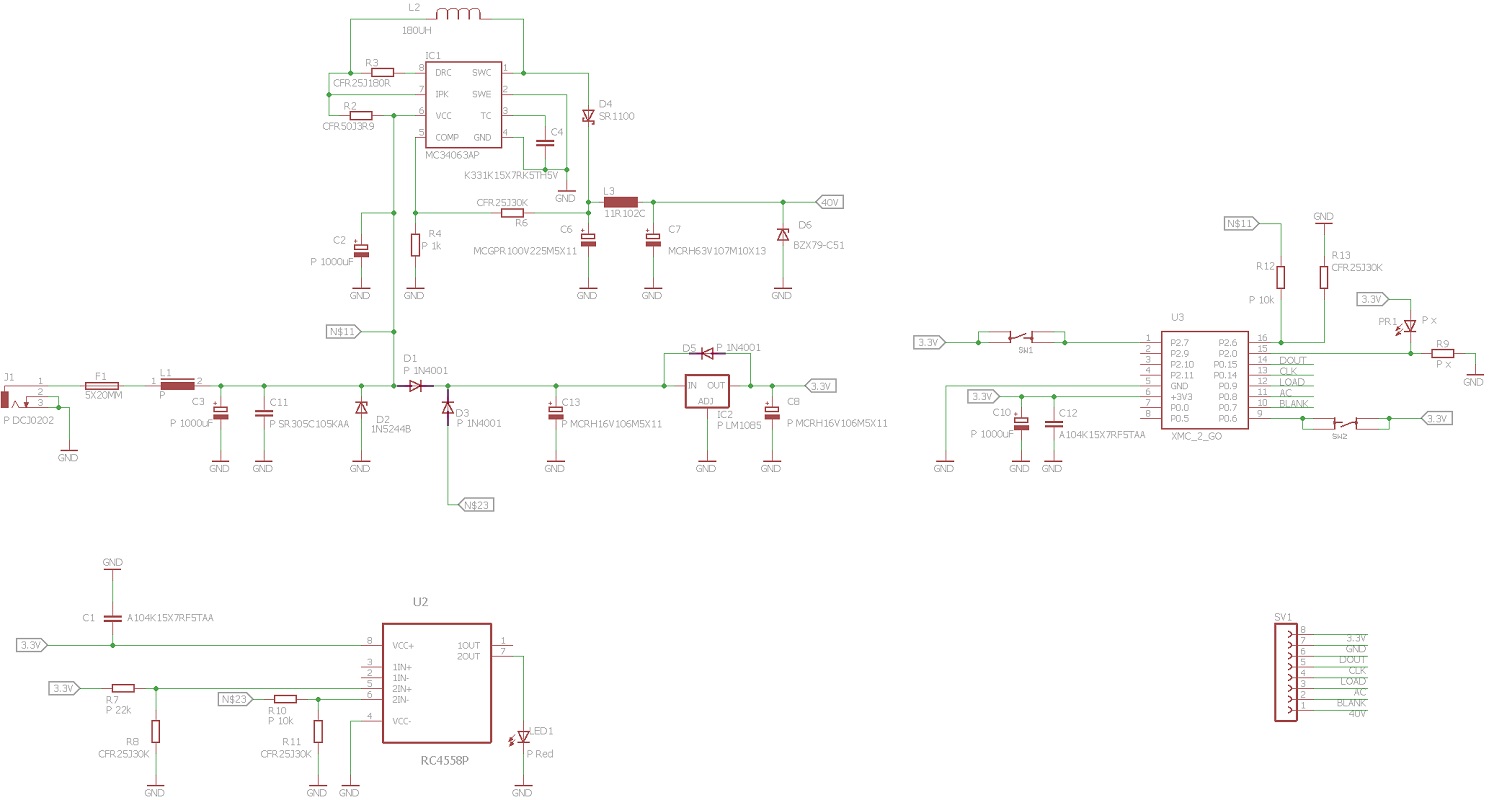 L2
180UH
IC1
R3
CFR25J180R
8 DRC SWC 1
7 IPK SWE 2
6 VCC TC 3
5 COMP GND 4
R2
CFR50J3R9
MC34063AP
C4
K331K15X7RK5TH5V
GND
D4
SR1100
CFR25J30K
R6
L3
11R102C
40V
C2
P 1000uF
GND
R4
P 1k
GND
C6
MCGPR100V225M5X11
GND
C7
MCRH63V107M10X13
GND
D6
BZX79-C51
GND
N$11
J1
1
2
3
P DCJ0202
GND
F1
5X20MM
L1
1 2
P
C3
P 1000uF
GND
C11
P SR305C105KAA
GND
D2
1N5244B
GND
D1
P 1N4001
D3
P 1N4001
N$23
C13
P MCRH16V106M5X11
GND
D5 P 1N4001
IN OUT
ADJ
IC2
P LM1085
GND
3.3V
C8
P MCRH16V106M5X11
GND
N$11
GND
R12
P 10k
R13
CFR25J30K
3.3V
PR1 P x
R9
P x
GND
3.3V
SW1
U3
1 P2.7 P2.6 16
2 P2.9 P2.0 15
3 P2.10 P0.15 14 DOUT
4 P2.11 P0.14 13 CLK
5 GND P0.9 12 LOAD
6 +3V3 P0.8 11 AC
7 P0.0 P0.7 10 BLANK
8 P0.5 P0.6 9
XMC_2_GO
3.3V
GND
C10
P 1000uF
GND
C12
A104K15X7RF5TAA
GND
SW2
3.3V
GND
C1
A104K15X7RF5TAA
3.3V
U2
8 VCC+ 1OUT 1
2OUT 7
3 1IN+
2 1IN-
5 2IN+
6 2IN-
4 VCC-
RC4558P
3.3V
R7
P 22k
R8
CFR25J30K
GND
N$23
R10
P 10k
R11
CFR25J30K
GND
GND
LED1
P Red
GND
SV1
8 3.3V
7 GND
6 DOUT
5 CLK
4 LOAD
3 AC
2 BLANK
1 40V